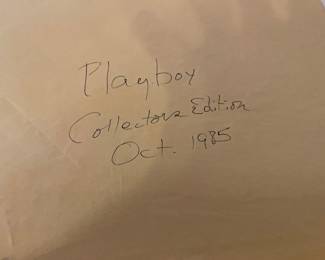 Playboy
Collectors Edition
Oct. 1985